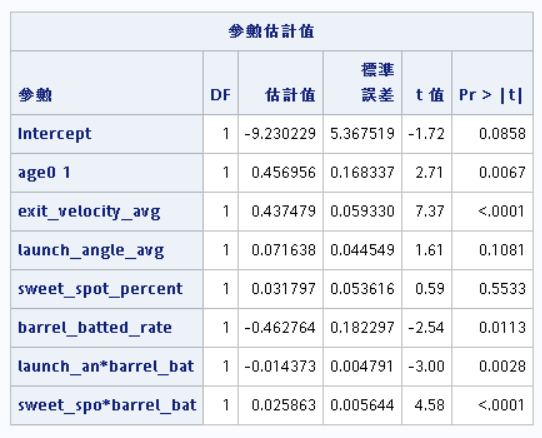 參數估計值
參數 DF 估計值 標準誤差 t 值 Pr > |t|
Intercept 1 -9.230229 5.367519 -1.72 0.0858
age0 1 1 0.456956 0.168337 2.71 0.0067
exit_velocity_avg 1 0.437479 0.059330 7.37 <.0001
launch_angle_avg 1 0.071638 0.044549 1.61 0.1081
sweet_spot_percent 1 0.031797 0.053616 0.59 0.5533
barrel_batted_rate 1 -0.462764 0.182297 -2.54 0.0113
launch_an*barrel_bat 1 -0.014373 0.004791 -3.00 0.0028
sweet_spo*barrel_bat 1 0.025863 0.005644 4.58 <.0001